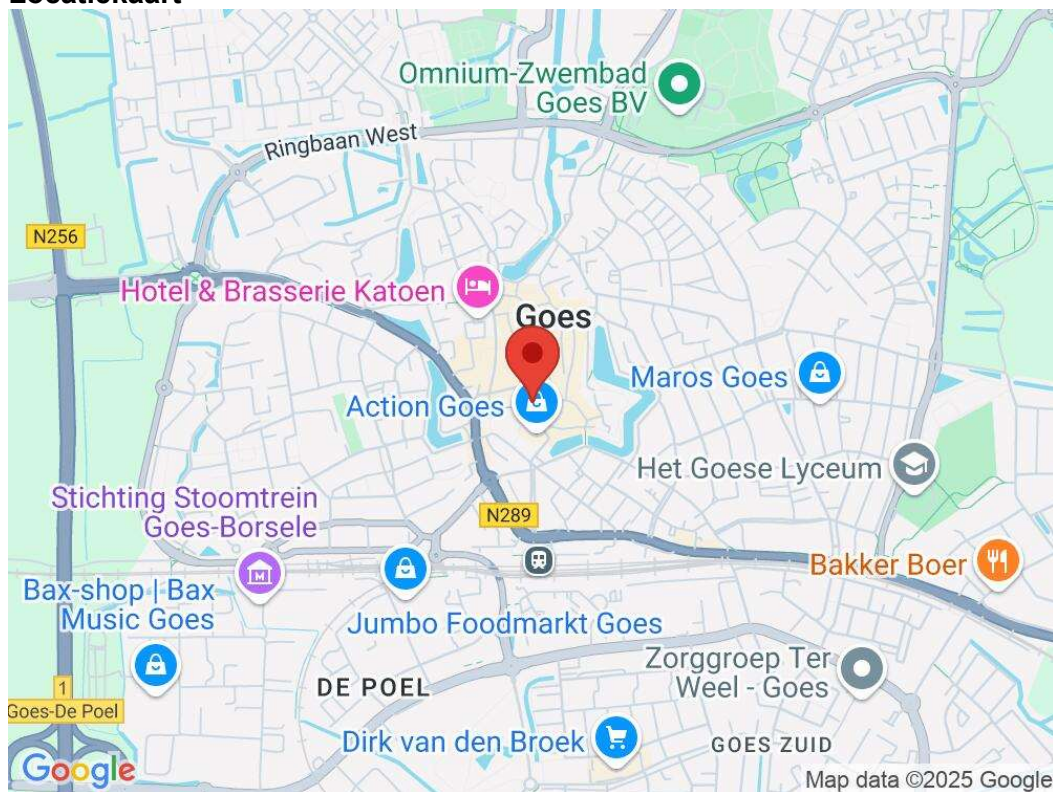 Locatiekaart
Omnium-Zwembad
Goes BV
Ringbaan West
N256
Hotel & Brasserie Katoen
Goes
Maros Goes
Action Goes
Het Goese Lyceum
Stichting Stoomtrein
Goes-Borsele
N289
Bakker Boer
Bax-shop | Bax
Music Goes
Jumbo Foodmarkt Goes
Zorggroep Ter
Weel - Goes
1
DE POEL
Goes-De Poel
Dirk van den Broek
GOES ZUID
Google
Map data ©2025 Google